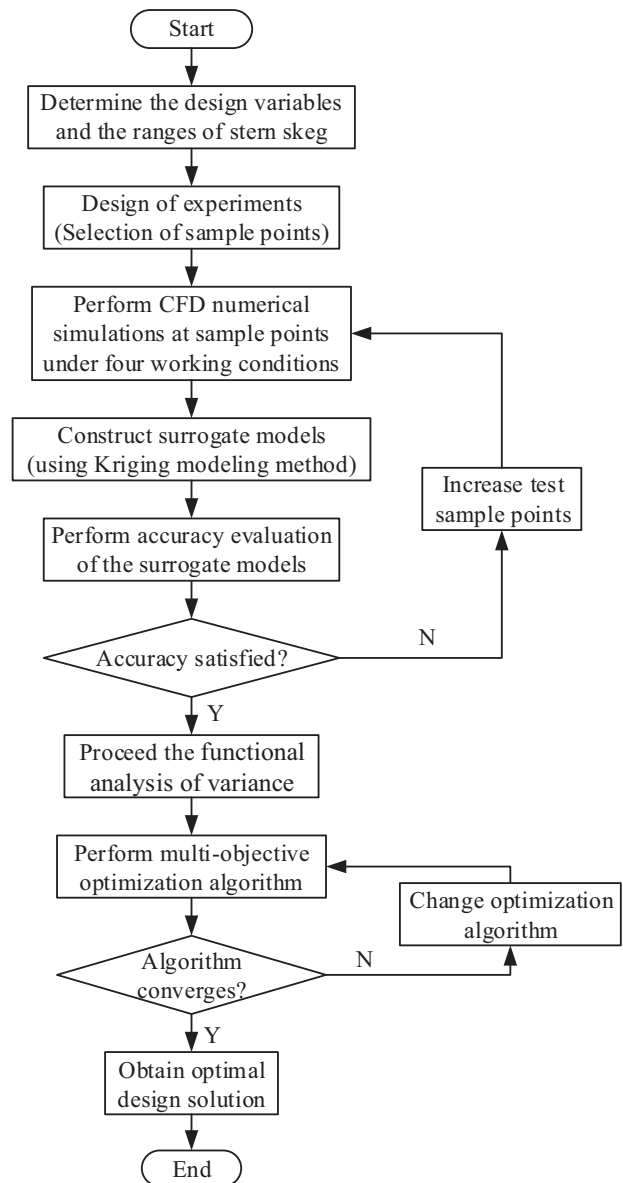 Start
Determine the design variables
and the ranges of stern skeg
Design of experiments
(Selection of sample points)
Perform CFD numerical
simulations at sample points
under four working conditions
Construct surrogate models
(using Kriging modeling method)
Increase test
sample points
Perform accuracy evaluation
of the surrogate models
Accuracy satisfied?
N
Y
Proceed the functional
analysis of variance
Perform multi-objective
optimization algorithm
Change optimization
algorithm
Algorithm
converges?
N
Y
Obtain optimal
design solution
End